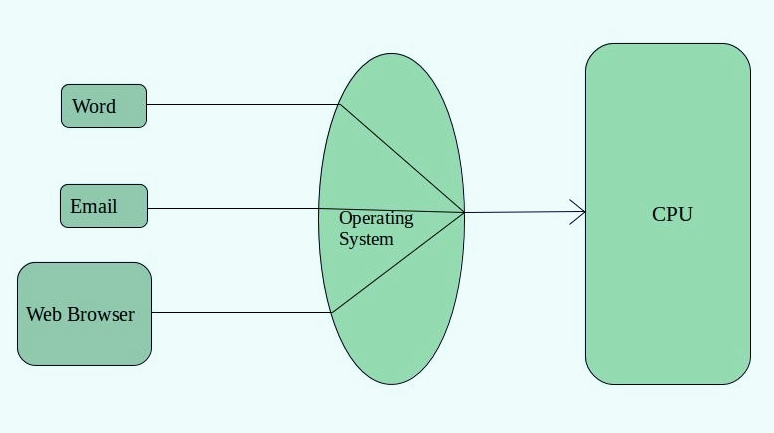 Word
Email
Web Browser
Operating
System
CPU